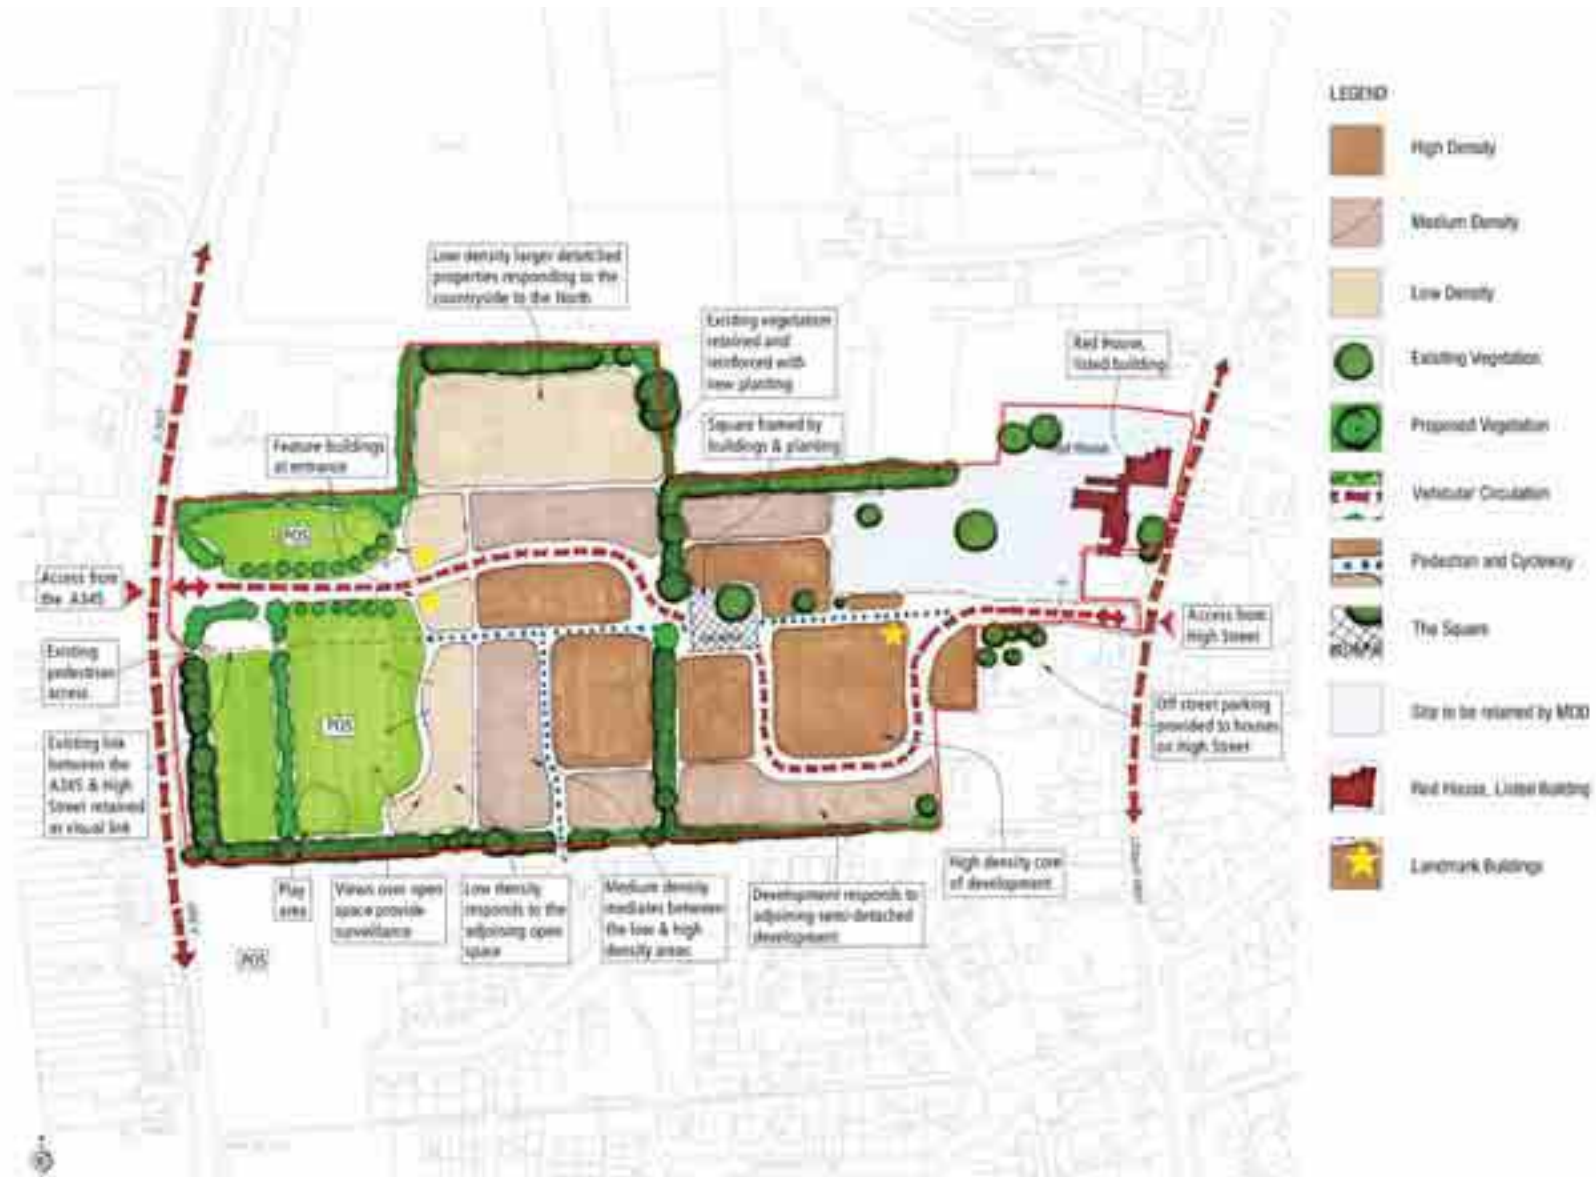 LEGEND
High Density
Medium Density
Low Density
Existing Vegetation
Proposed Vegetation
Vehicular Circulation
Pedestrian and Cycleway
The Square
Site to be retained by MOD
Red House, Listed Building
Landmark Buildings
Low density larger detatched
properties responding to the
countryside to the North
Existing vegetation
retained and
reinforced with
new planting
Red House,
listed building
Square framed by
buildings & planting
Feature buildings
at entrance
POS
Access from
the A345
Existing
pedestrian
access
Existing link
between the
A345 & High
Street retained
as visual link
POS
Access from
High Street
Off street parking
provided to houses
on High Street
Play
area
Views over open
space provide
surveillance
Low density
responds to the
adjoining open
space
Medium density
mediates between
the low & high
density areas
Development responds to
adjoining semi-detached
development
High density core
of development
POS